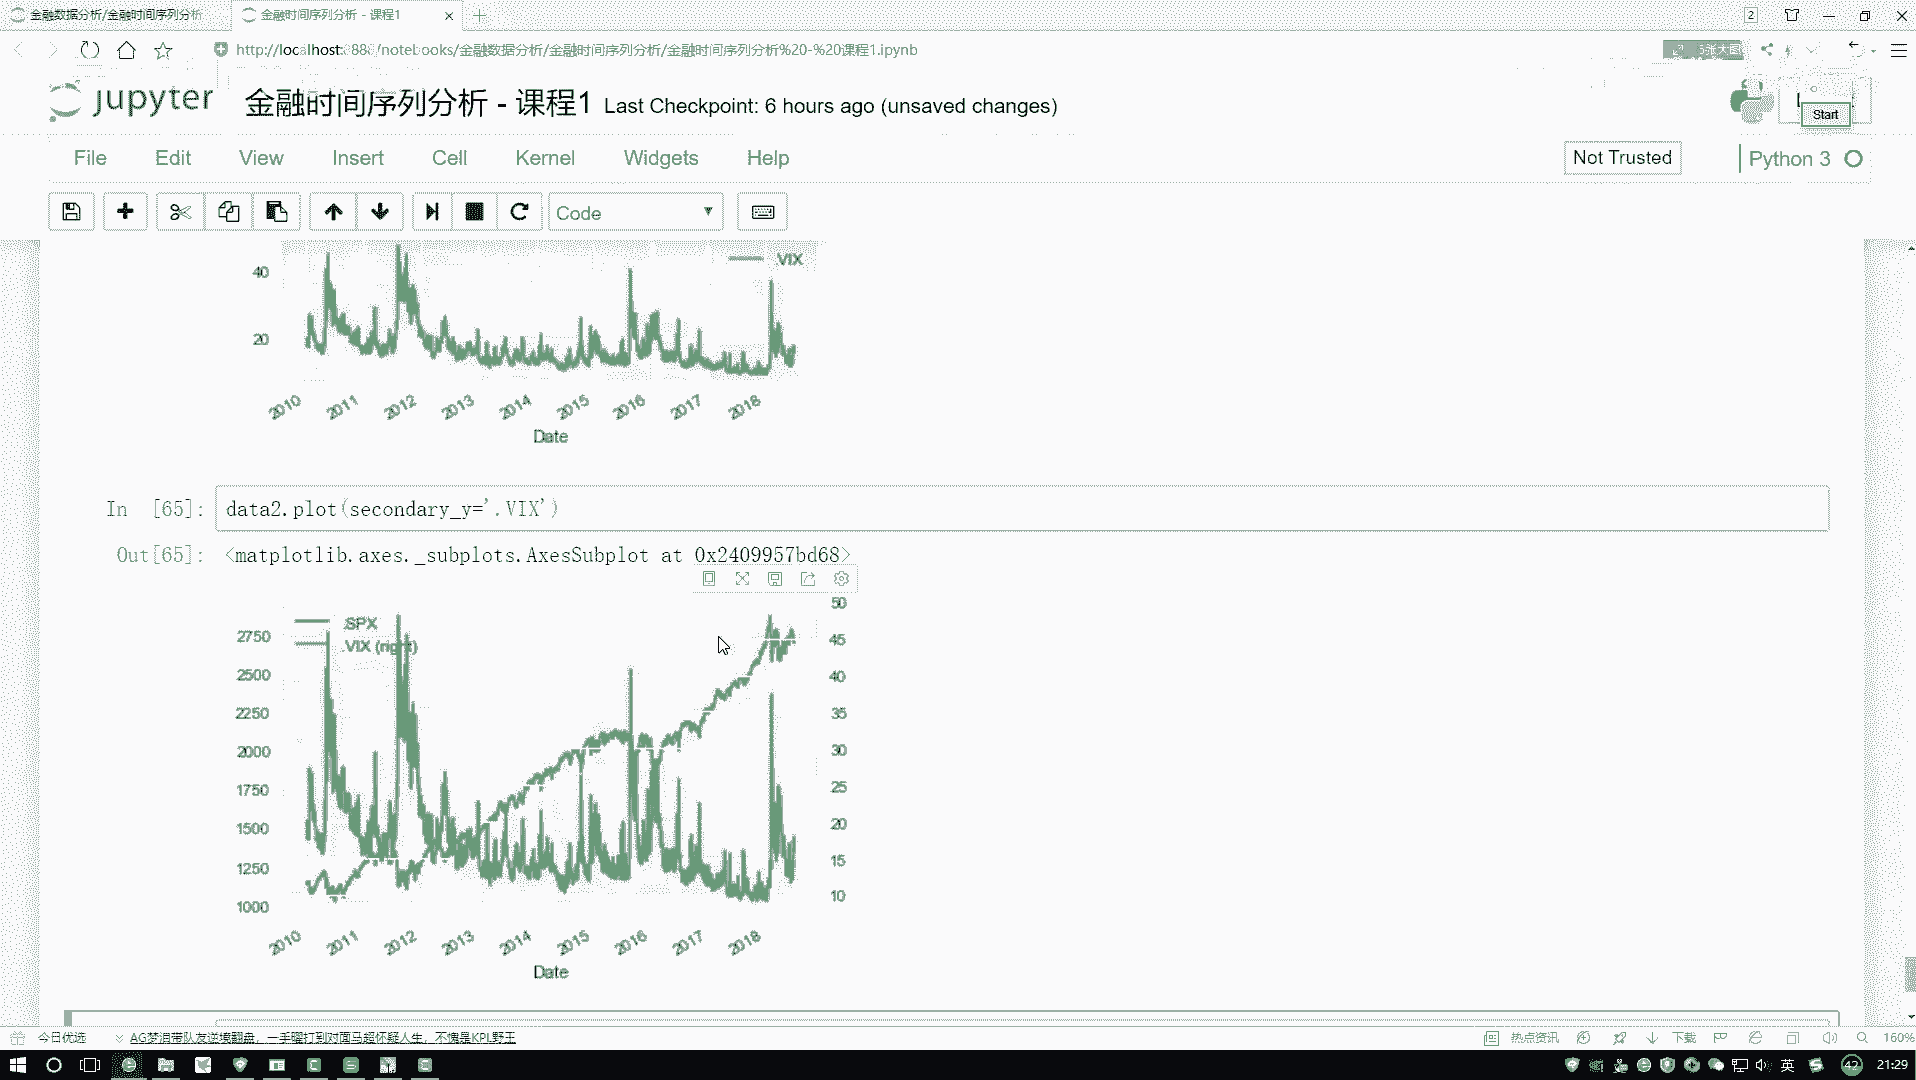 金融数据分析/金融时间序列分析
金融时间序列分析 - 课程1
2
http://localhost:888/notebooks/金融数据分析/金融时间序列分析/金融时间序列分析%20-%20课程1.ipynb
jupyter
金融时间序列分析 - 课程1 Last Checkpoint: 6 hours ago (unsaved changes)
Start
File Edit View Insert Cell Kernel Widgets Help
Not Trusted
Python 3
Code
40
20
.VIX
2010 2011 2012 2013 2014 2015 2016 2017 2018
Date
In [65]: data2.plot(secondary_y='.VIX')
Out[65]: <matplotlib.axes._subplots.AxesSubplot at 0x2409957bd68>
.SPX
.VIX (right)
2750
2500
2250
2000
1750
1500
1250
1000
50
45
40
35
30
25
20
15
10
2010 2011 2012 2013 2014 2015 2016 2017 2018
Date
今日优选
AG梦泪带队友逆境翻盘，一手曜打到对面马超怀疑人生，不愧是KPL野王
热点资讯
下载
160%
英
42
21:29